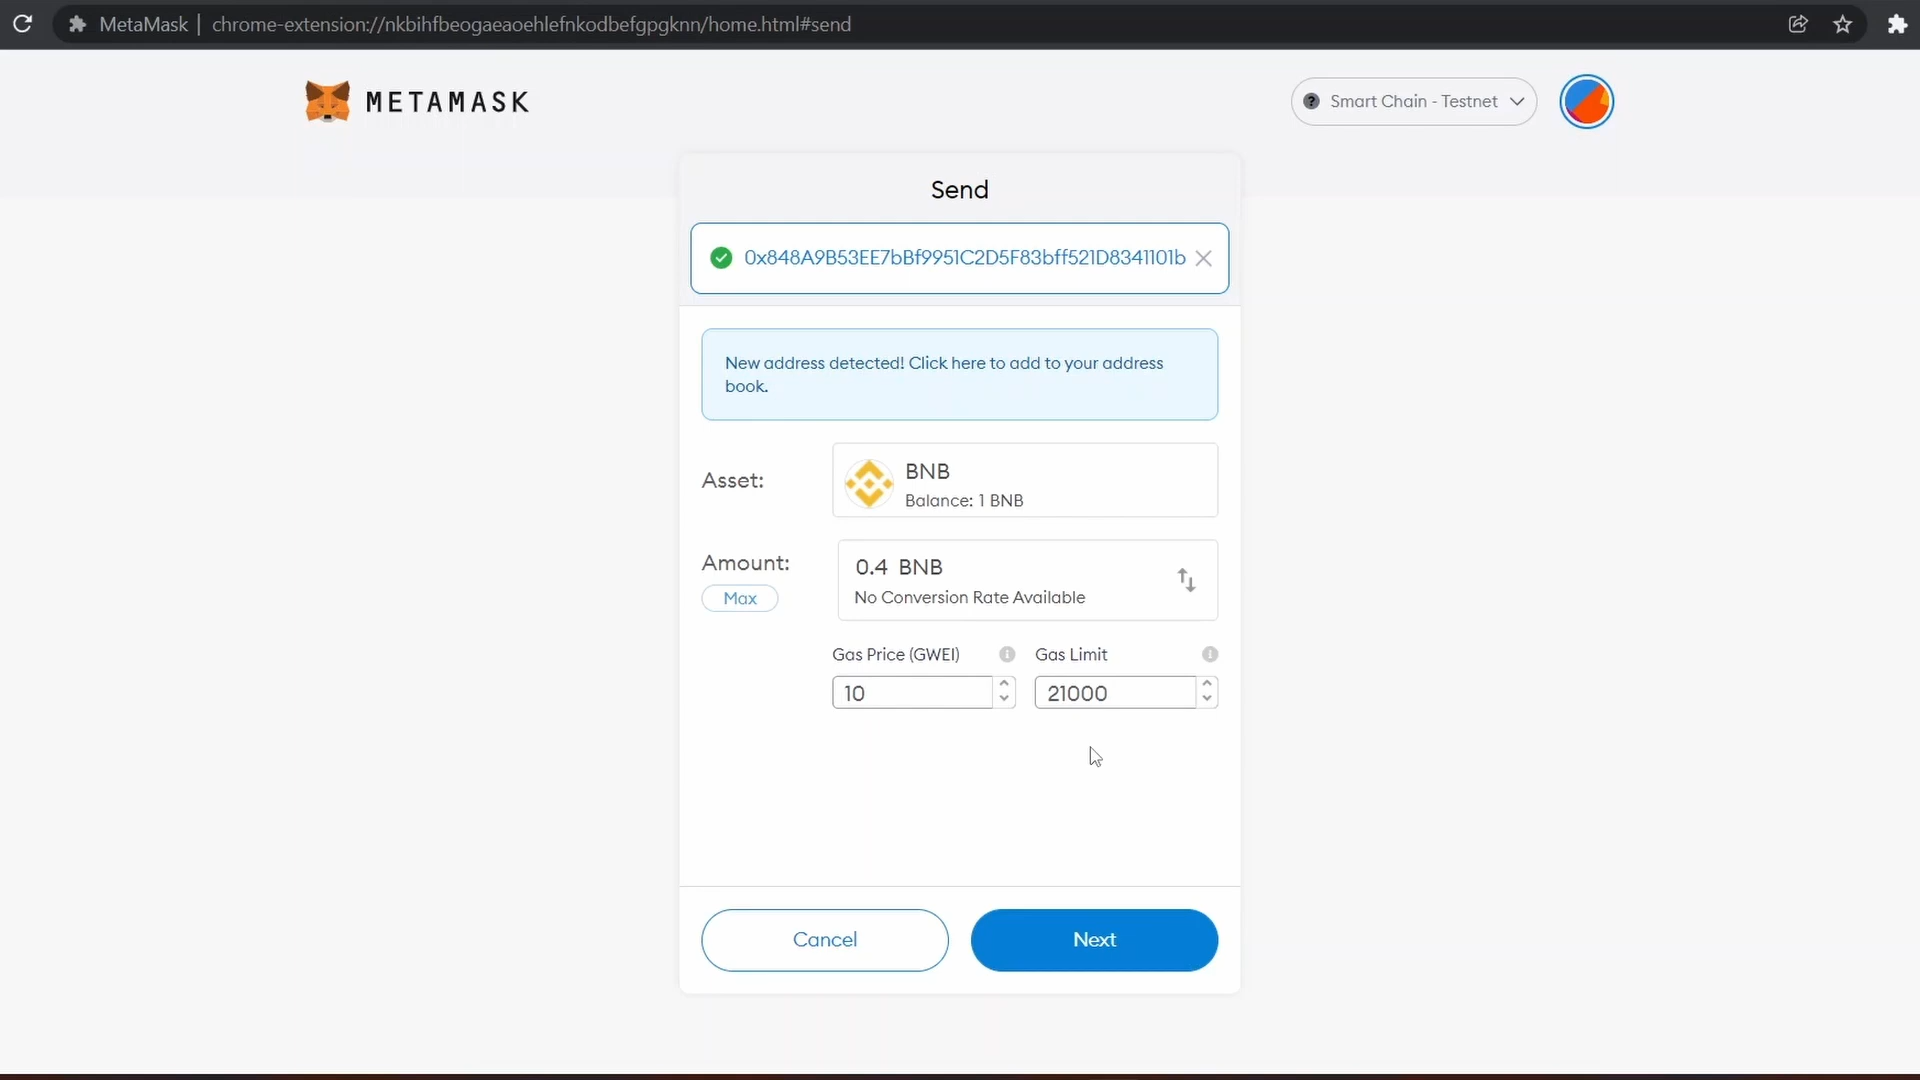 MetaMask | chrome-extension://nkbihfbeogaeaoehlefnkodbefgpgknn/home.html#send
METAMASK
? Smart Chain - Testnet
Send
0x848A9B53EE7bBf9951C2D5F83bff521D8341101b
New address detected! Click here to add to your address
book.
Asset:
BNB
Balance: 1 BNB
Amount:
Max
0.4 BNB
No Conversion Rate Available
Gas Price (GWEI)
Gas Limit
10
21000
Cancel
Next